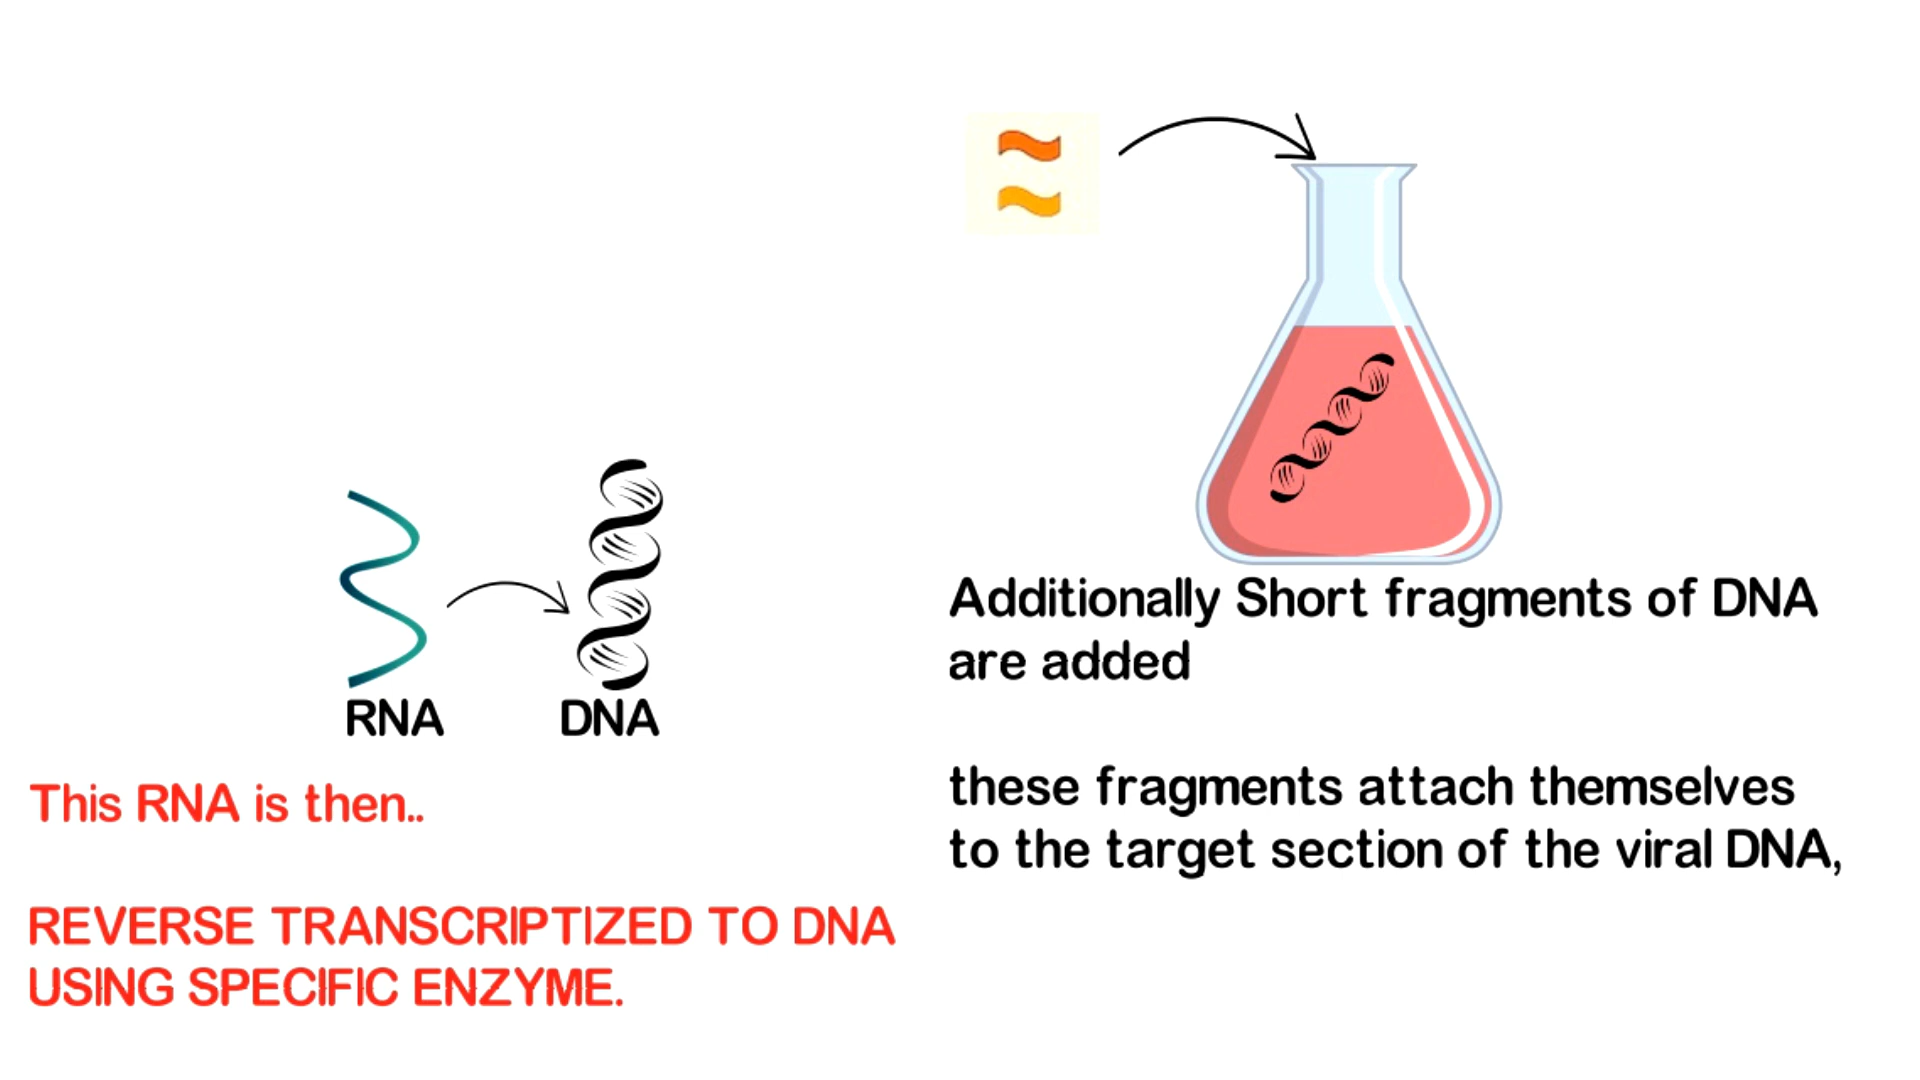 RNA
DNA
This RNA is then..
REVERSE TRANSCRIPTIZED TO DNA
USING SPECIFIC ENZYME.
Additionally Short fragments of DNA
are added
these fragments attach themselves
to the target section of the viral DNA,